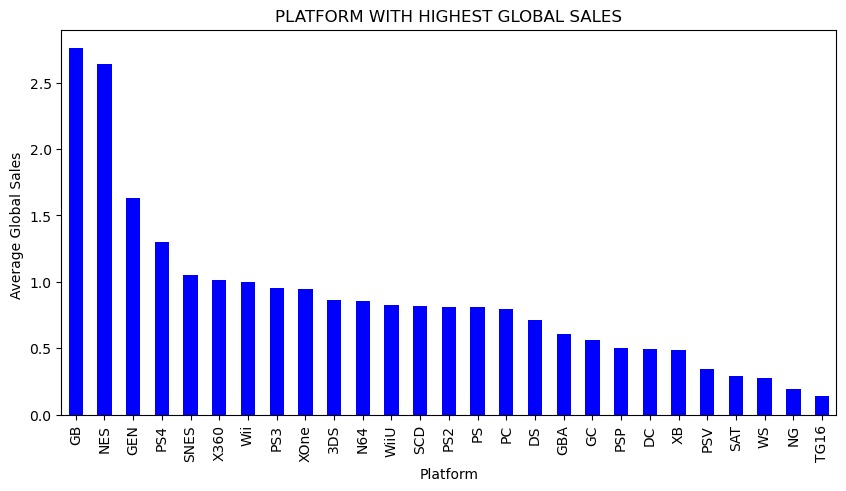 PLATFORM WITH HIGHEST GLOBAL SALES
Average Global Sales
2.5
2.0
1.5
1.0
0.5
0.0
GB NES GEN PS4 SNES X360 Wii PS3 XOne 3DS N64 WiiU SCD PS2 PS PC DS GBA GC PSP DC XB PSV SAT WS NG TG16
Platform